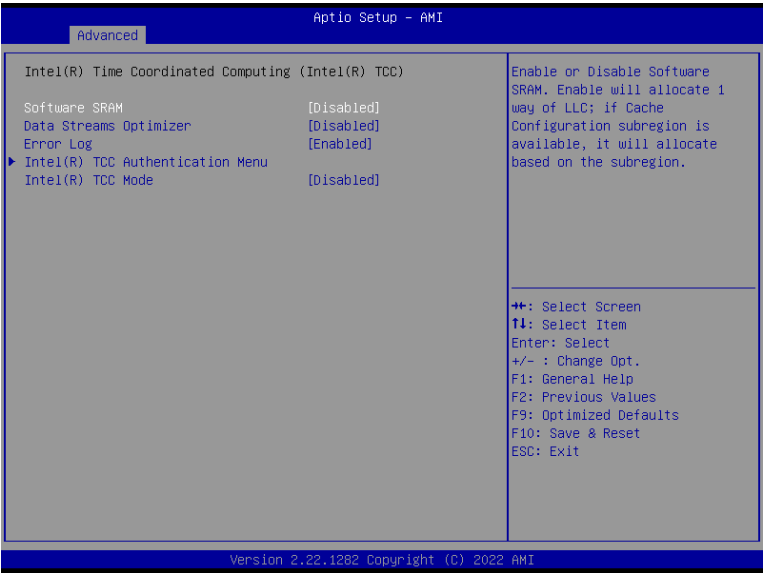 Aptio Setup – AMI
Advanced
Intel(R) Time Coordinated Computing (Intel(R) TCC)
Software SRAM [Disabled]
Data Streams Optimizer [Disabled]
Error Log [Enabled]
Intel(R) TCC Authentication Menu
Intel(R) TCC Mode [Disabled]
Enable or Disable Software
SRAM. Enable will allocate 1
way of LLC; if Cache
Configuration subregion is
available, it will allocate
based on the subregion.
→←: Select Screen
↑↓: Select Item
Enter: Select
+/- : Change Opt.
F1: General Help
F2: Previous Values
F9: Optimized Defaults
F10: Save & Reset
ESC: Exit
Version 2.22.1282 Copyright (C) 2022 AMI